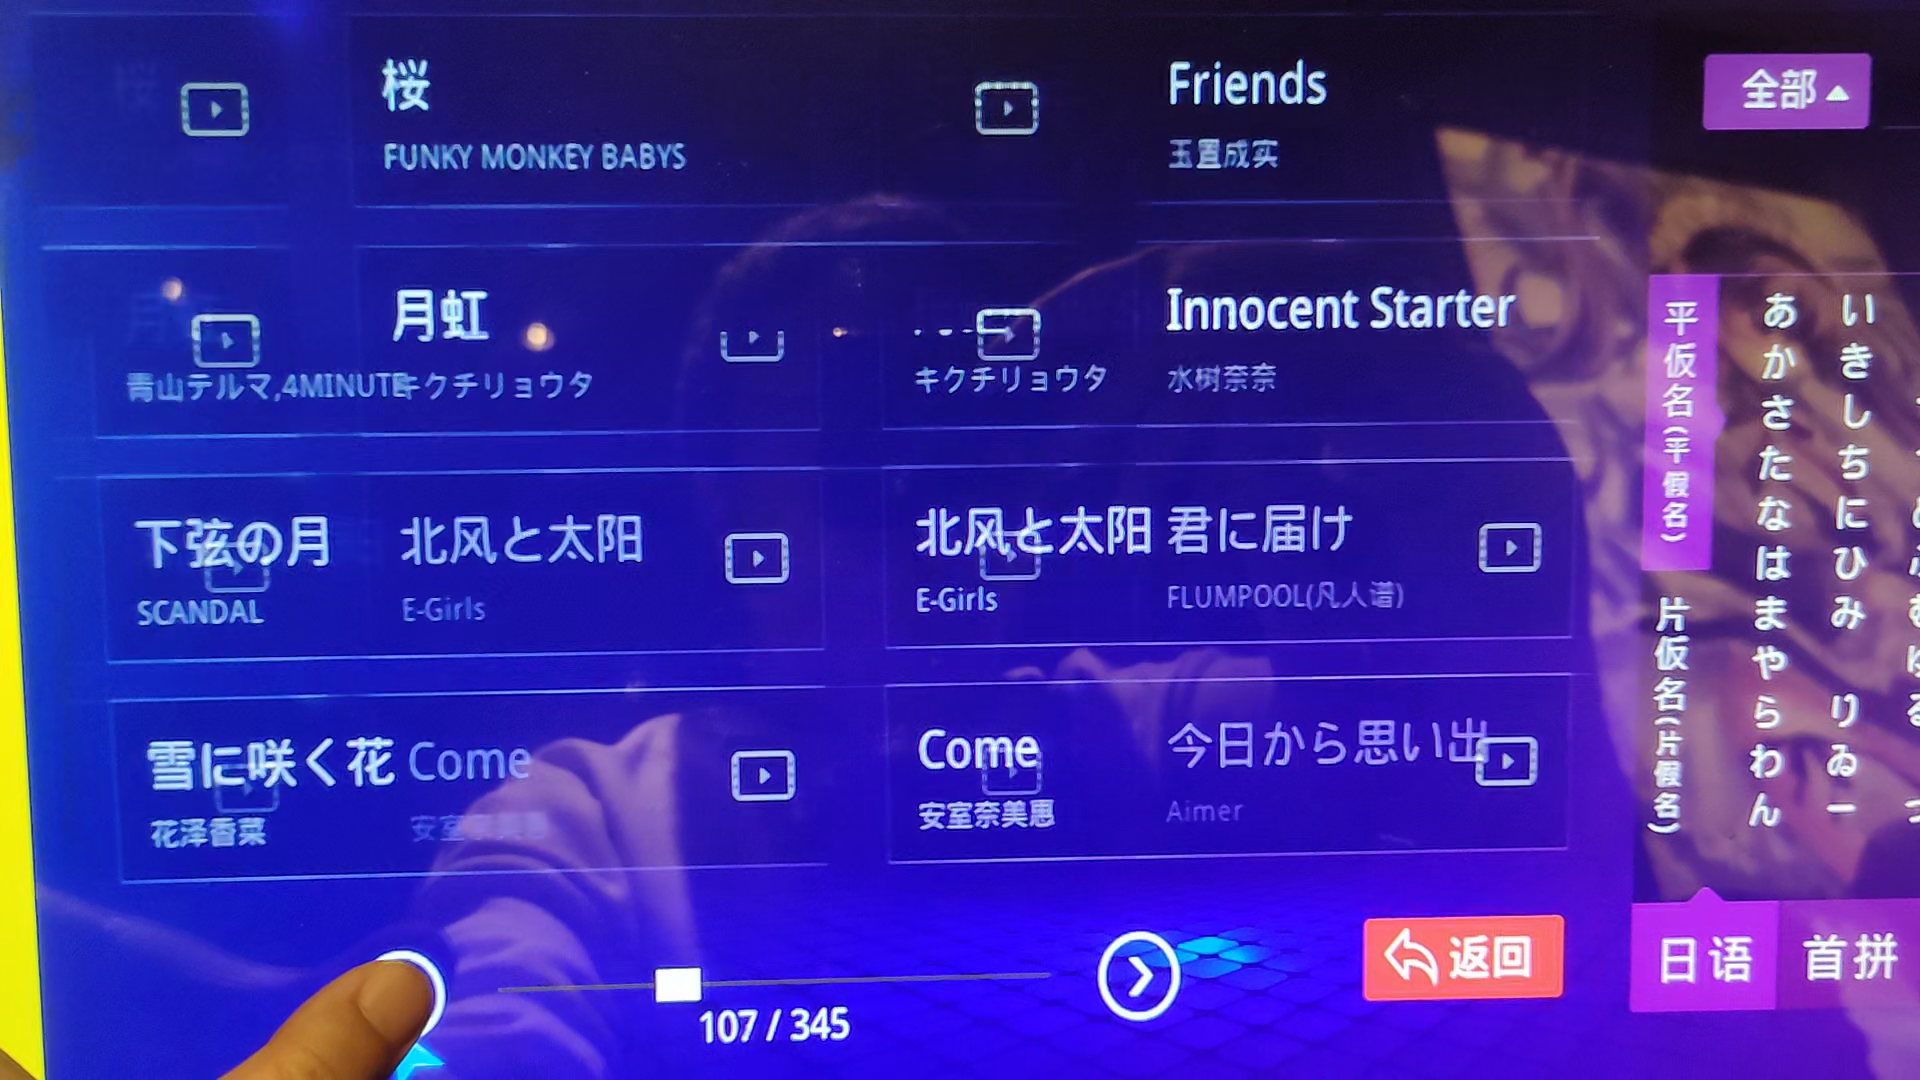 桜
Friends
FUNKY MONKEY BABYS
玉置成实
月虹
Innocent Starter
青山テルマ,4MINUTE
キクチリョウタ
キクチリョウタ
水树奈奈
下弦の月
北风と太阳
北风と太阳
君に届け
SCANDAL
E-Girls
E-Girls
FLUMPOOL(凡人谱)
雪に咲く花
Come
Come
今日から思い出
花泽香菜
安室奈美惠
安室奈美惠
Aimer
107 / 345
返回
全部
平仮名(平假名)
片仮名(片假名)
あかさたなはまやらわん
いきしちにひみ りゐー
日语
首拼